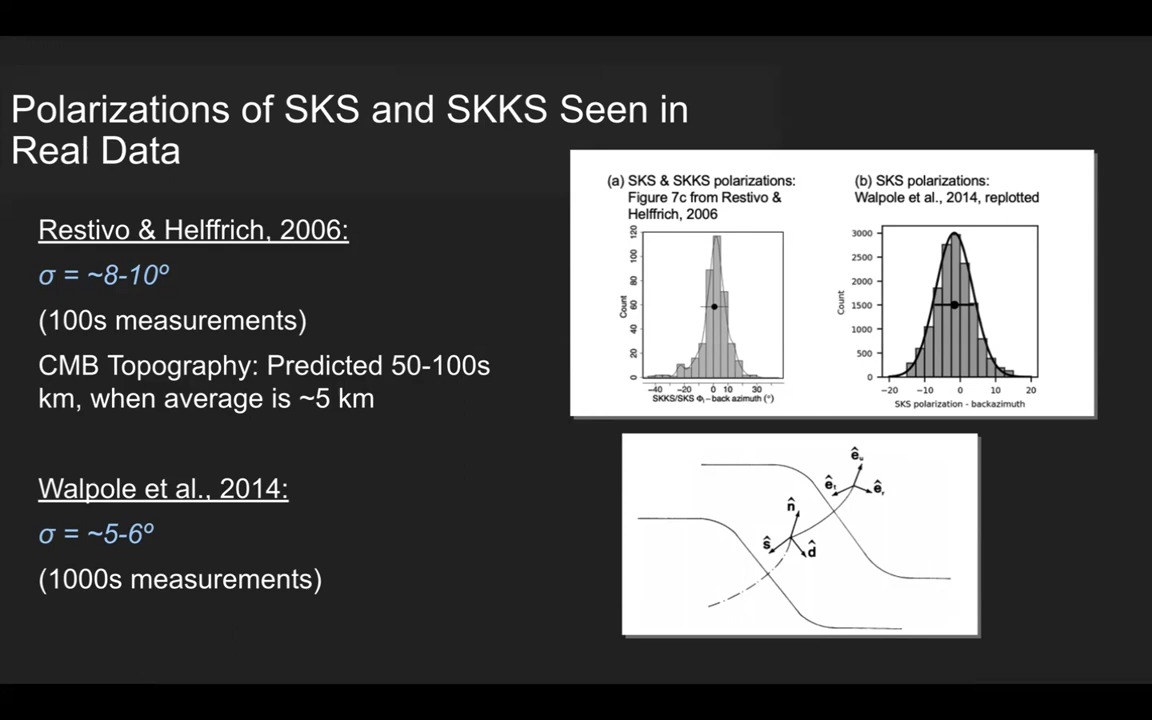 Polarizations of SKS and SKKS Seen in
Real Data
Restivo & Helffrich, 2006:
σ = ~8-10º
(100s measurements)
CMB Topography: Predicted 50-100s
km, when average is ~5 km
Walpole et al., 2014:
σ = ~5-6º
(1000s measurements)
(a) SKS & SKKS polarizations:
Figure 7c from Restivo &
Helffrich, 2006
120
100
80
60
40
20
0
Count
-40 -20 0 10 30
SKKS/SKS Φᵢ – back azimuth (°)
(b) SKS polarizations:
Walpole et al., 2014, replotted
3000
2500
2000
1500
1000
500
0
Count
−20 −10 0 10 20
SKS polarization - backazimuth
êᵤ
êₜ
êᵣ
n̂
ŝ
d̂